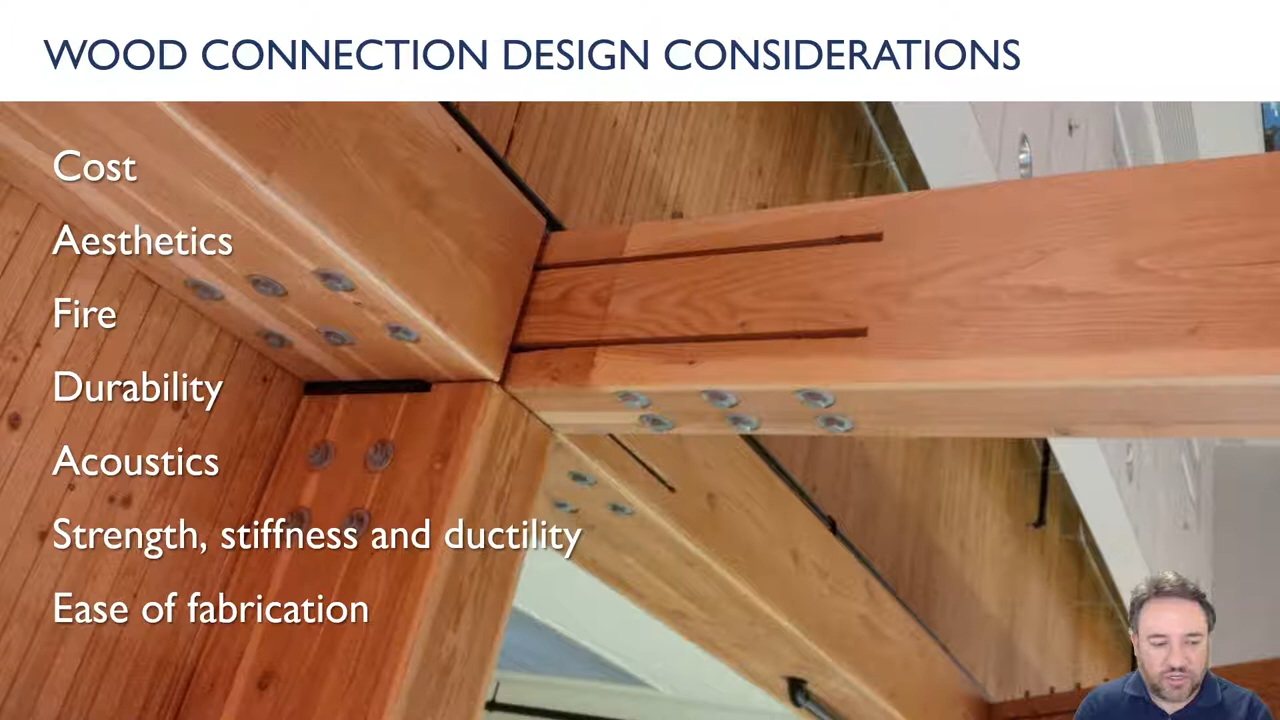 WOOD CONNECTION DESIGN CONSIDERATIONS
Cost
Aesthetics
Fire
Durability
Acoustics
Strength, stiffness and ductility
Ease of fabrication